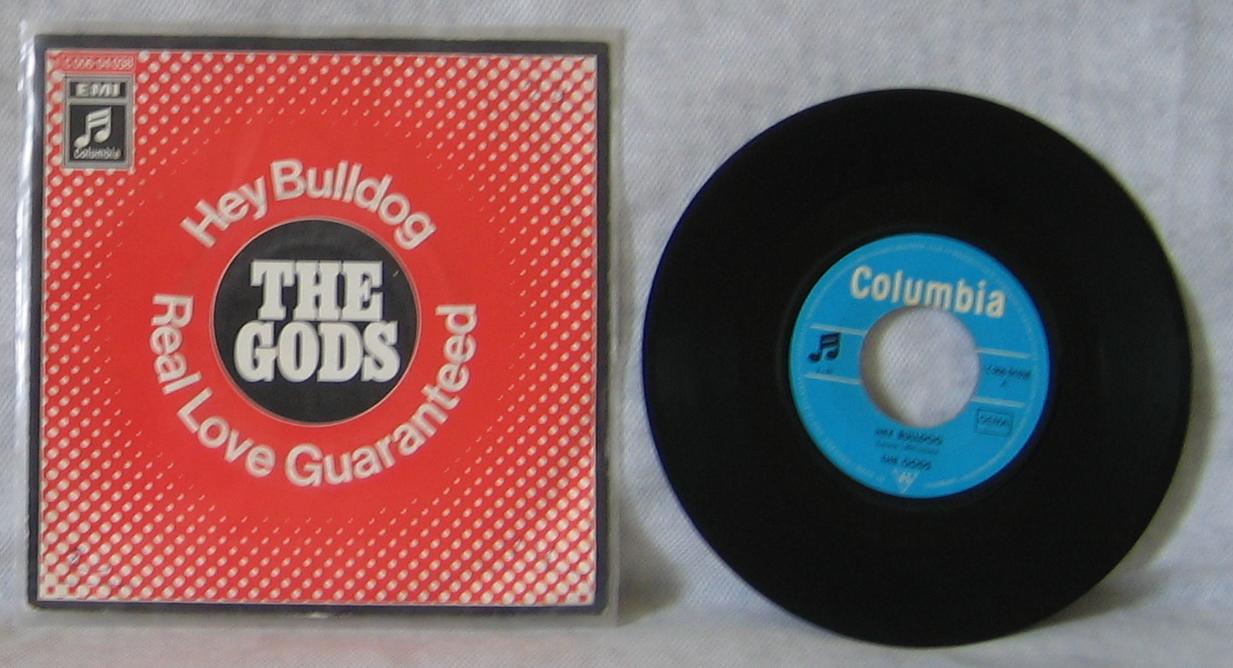 EMI
Columbia
Hey Bulldog
THE
GODS
Real Love Guaranteed
Columbia
HEY BULLDOG
THE GODS